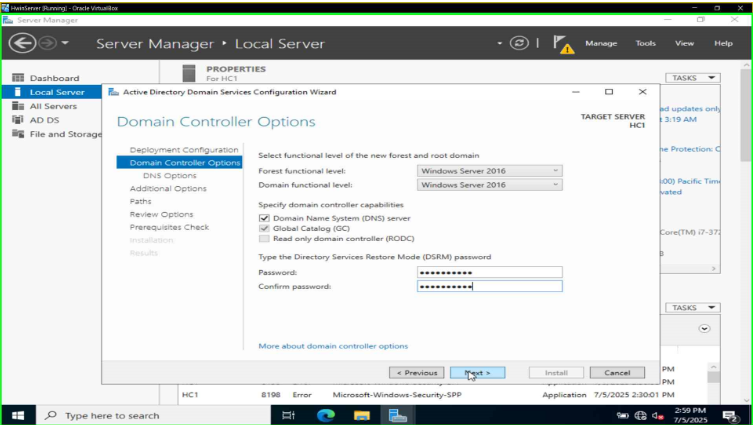 HwinServer [Running] - Oracle VirtualBox
Server Manager
Server Manager • Local Server
Manage Tools View Help
Dashboard
Local Server
All Servers
AD DS
File and Storage
PROPERTIES
For HC1
TASKS
Active Directory Domain Services Configuration Wizard
Domain Controller Options
TARGET SERVER
HC1
Deployment Configuration
Domain Controller Options
DNS Options
Additional Options
Paths
Review Options
Prerequisites Check
Installation
Results
Select functional level of the new forest and root domain
Forest functional level: Windows Server 2016
Domain functional level: Windows Server 2016
Specify domain controller capabilities
Domain Name System (DNS) server
Global Catalog (GC)
Read only domain controller (RODC)
Type the Directory Services Restore Mode (DSRM) password
Password: ••••••••••
Confirm password: ••••••••••
More about domain controller options
< Previous Next > Install Cancel
ad updates only
t 3:19 AM
me Protection: C
:00) Pacific Time
vated
Core(TM) i7-37
TASKS
PM
PM
HC1 8198 Error Microsoft-Windows-Security-SPP Application 7/5/2025 2:30:01 PM
Type here to search
2:59 PM
7/5/2025